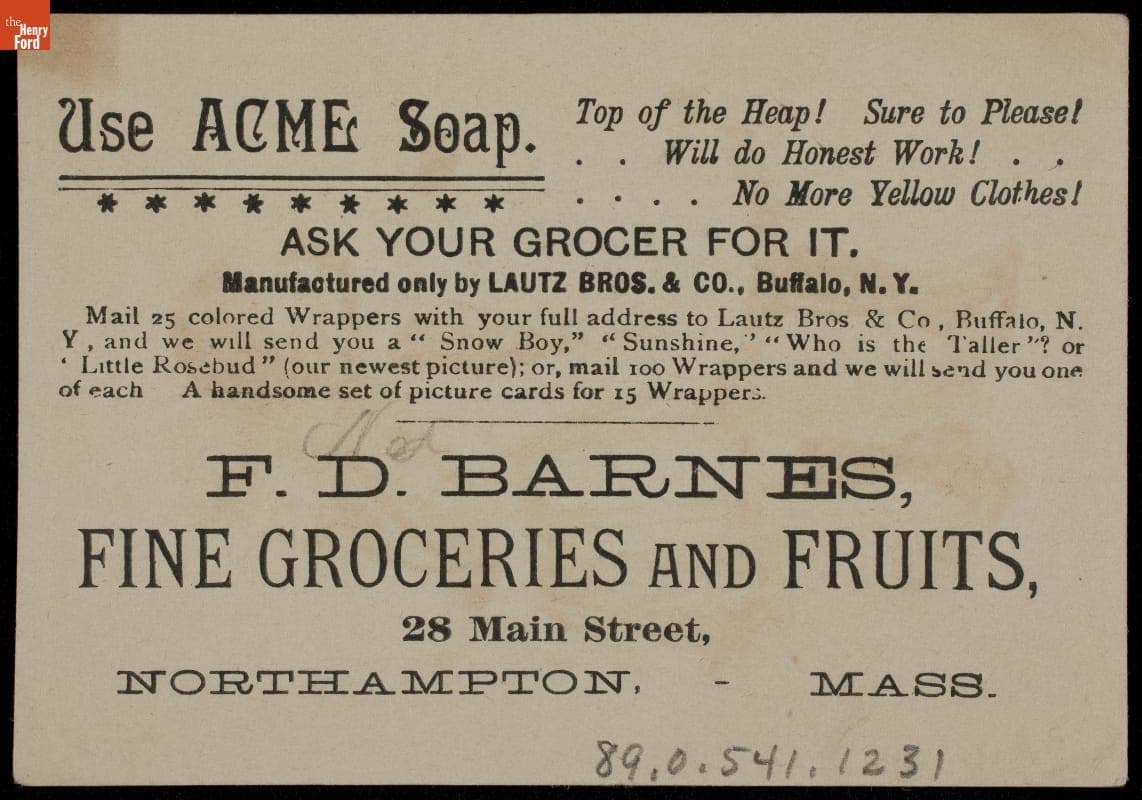 the
Henry
Ford
Use ACME Soap.
Top of the Heap! Sure to Please!
. . Will do Honest Work! . .
. . . . No More Yellow Clothes!
* * * * * * * * *
ASK YOUR GROCER FOR IT.
Manufactured only by LAUTZ BROS. & CO., Buffalo, N. Y.
Mail 25 colored Wrappers with your full address to Lautz Bros & Co, Buffalo, N.
Y, and we will send you a “ Snow Boy,” “Sunshine,’ “Who is the Taller”? or
‘ Little Rosebud” (our newest picture); or, mail 100 Wrappers and we will send you one
of each A handsome set of picture cards for 15 Wrappers.
F. D. BARNES,
FINE GROCERIES AND FRUITS,
28 Main Street,
NORTHAMPTON, - MASS.
89.0.541.1231